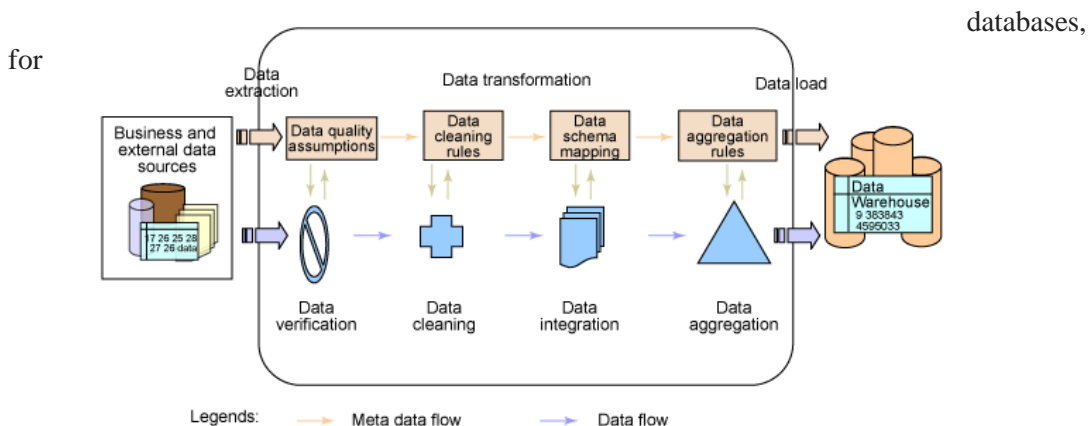 databases,
for
Data transformation
Data
extraction
Data load
Business and
external data
sources
17 26 25 28
27 26 data
Data quality
assumptions
Data
cleaning
rules
Data
schema
mapping
Data
aggregation
rules
Data
Warehouse
9 383843
4595033
Data
verification
Data
cleaning
Data
integration
Data
aggregation
Legends:
Meta data flow
Data flow